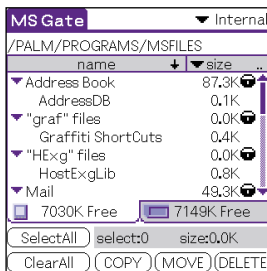 MS Gate Internal
/PALM/PROGRAMS/MSFILES
name size ..
Address Book 87.3K
AddressDB 0.1K
"graf" files 0.0K
Graffiti ShortCuts 0.4K
"HExg" files 0.0K
HostExgLib 0.8K
Mail 49.3K
7030K Free 7149K Free
SelectAll select:0 size:0.0K
ClearAll COPY MOVE DELETE